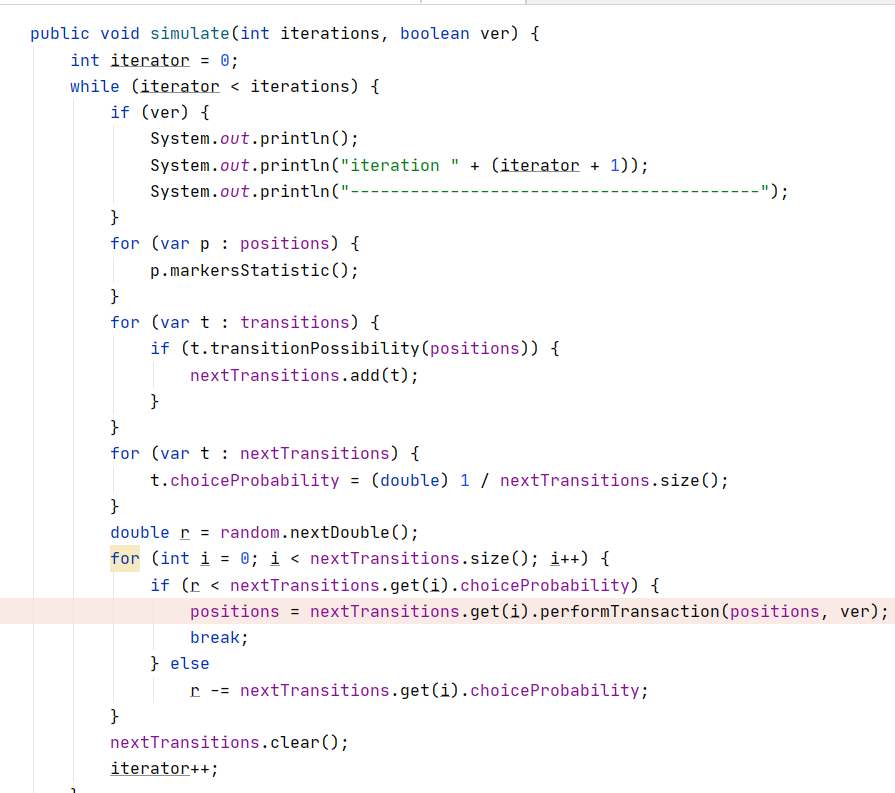 public void simulate(int iterations, boolean ver) {
    int iterator = 0;
    while (iterator < iterations) {
        if (ver) {
            System.out.println();
            System.out.println("iteration " + (iterator + 1));
            System.out.println("-----------------------------------------");
        }
        for (var p : positions) {
            p.markersStatistic();
        }
        for (var t : transitions) {
            if (t.transitionPossibility(positions)) {
                nextTransitions.add(t);
            }
        }
        for (var t : nextTransitions) {
            t.choiceProbability = (double) 1 / nextTransitions.size();
        }
        double r = random.nextDouble();
        for (int i = 0; i < nextTransitions.size(); i++) {
            if (r < nextTransitions.get(i).choiceProbability) {
                positions = nextTransitions.get(i).performTransaction(positions, ver);
                break;
            } else
                r -= nextTransitions.get(i).choiceProbability;
        }
        nextTransitions.clear();
        iterator++;
    }